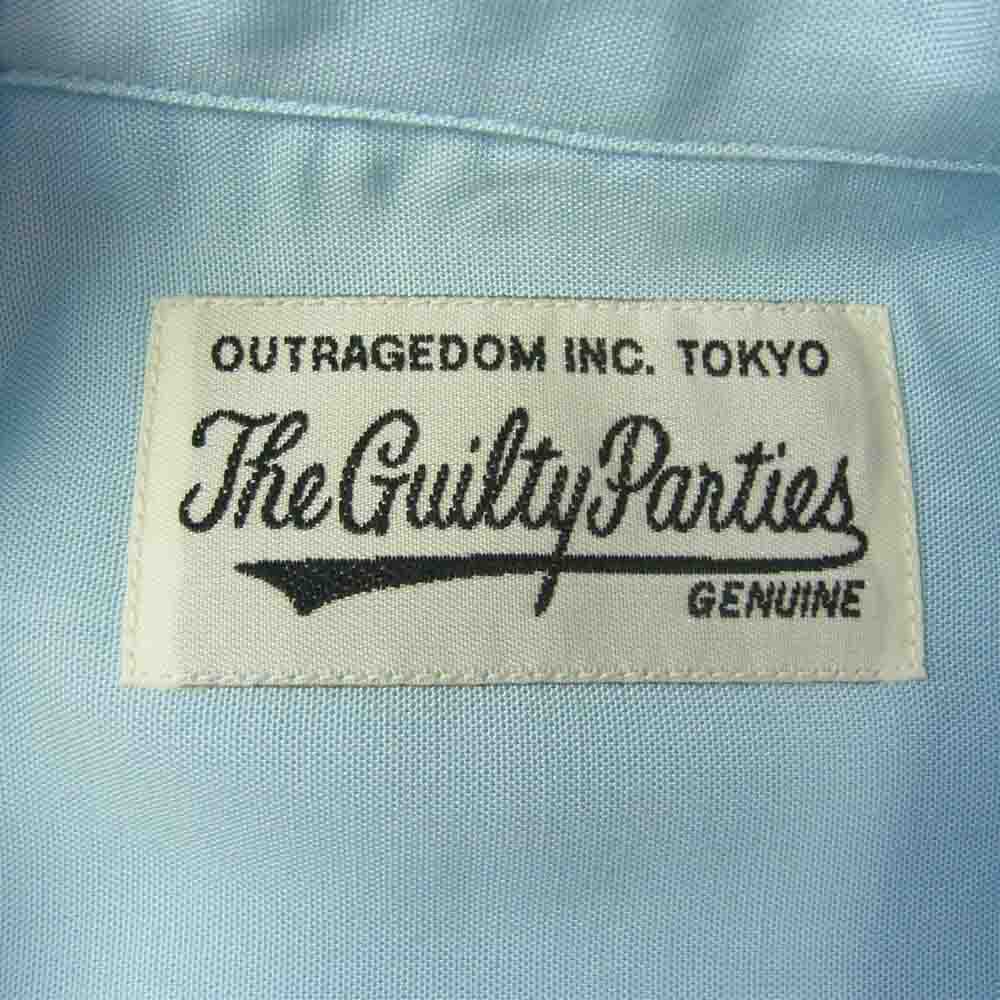 OUTRAGEDOM INC. TOKYO
The Guilty Parties
GENUINE